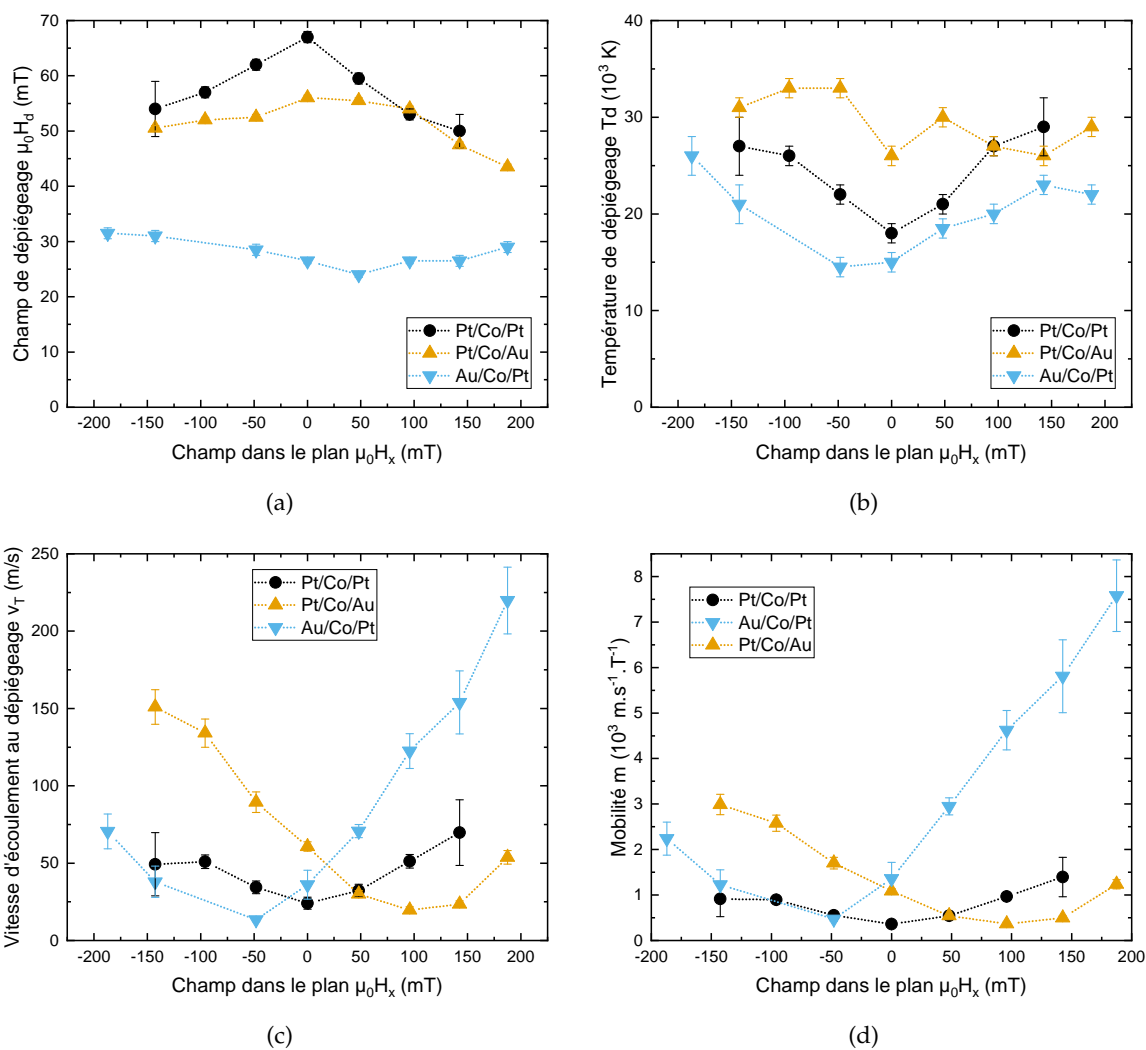 Champ de dépiégeage µ₀H_d (mT)
70
60
50
40
30
20
10
0
Pt/Co/Pt
Pt/Co/Au
Au/Co/Pt
-200 -150 -100 -50 0 50 100 150 200
Champ dans le plan µ₀Hₓ (mT)
(a)
Température de dépiégeage Td (10³ K)
40
30
20
10
0
Pt/Co/Pt
Pt/Co/Au
Au/Co/Pt
-200 -150 -100 -50 0 50 100 150 200
Champ dans le plan µ₀Hₓ (mT)
(b)
Vitesse d'écoulement au dépiégeage v_T (m/s)
250
200
150
100
50
0
Pt/Co/Pt
Pt/Co/Au
Au/Co/Pt
-200 -150 -100 -50 0 50 100 150 200
Champ dans le plan µ₀Hₓ (mT)
(c)
Mobilité m (10³ m.s⁻¹.T⁻¹)
8
7
6
5
4
3
2
1
0
Pt/Co/Pt
Au/Co/Pt
Pt/Co/Au
-200 -150 -100 -50 0 50 100 150 200
Champ dans le plan µ₀Hₓ (mT)
(d)